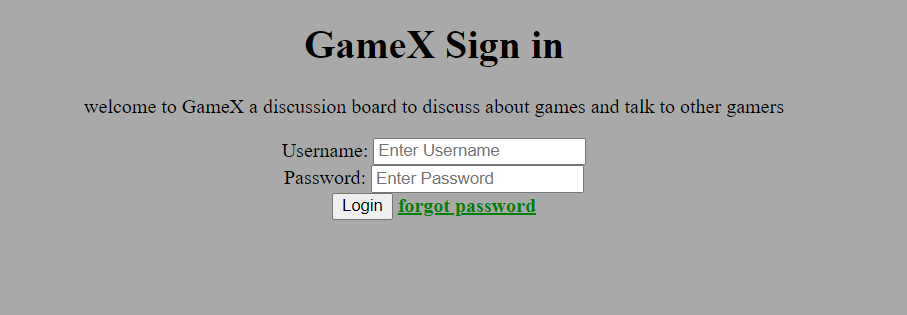 GameX Sign in
welcome to GameX a discussion board to discuss about games and talk to other gamers
Username: Enter Username
Password: Enter Password
Login forgot password